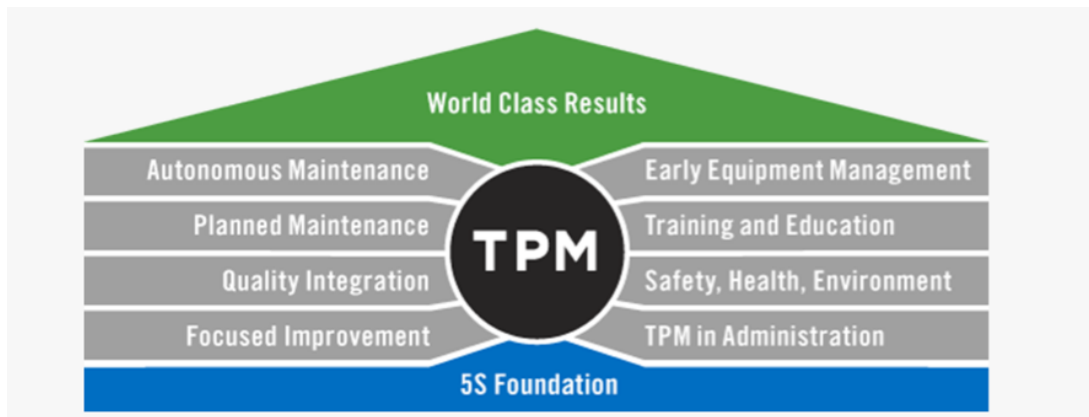 World Class Results
Autonomous Maintenance
Early Equipment Management
Planned Maintenance
Training and Education
TPM
Quality Integration
Safety, Health, Environment
Focused Improvement
TPM in Administration
5S Foundation